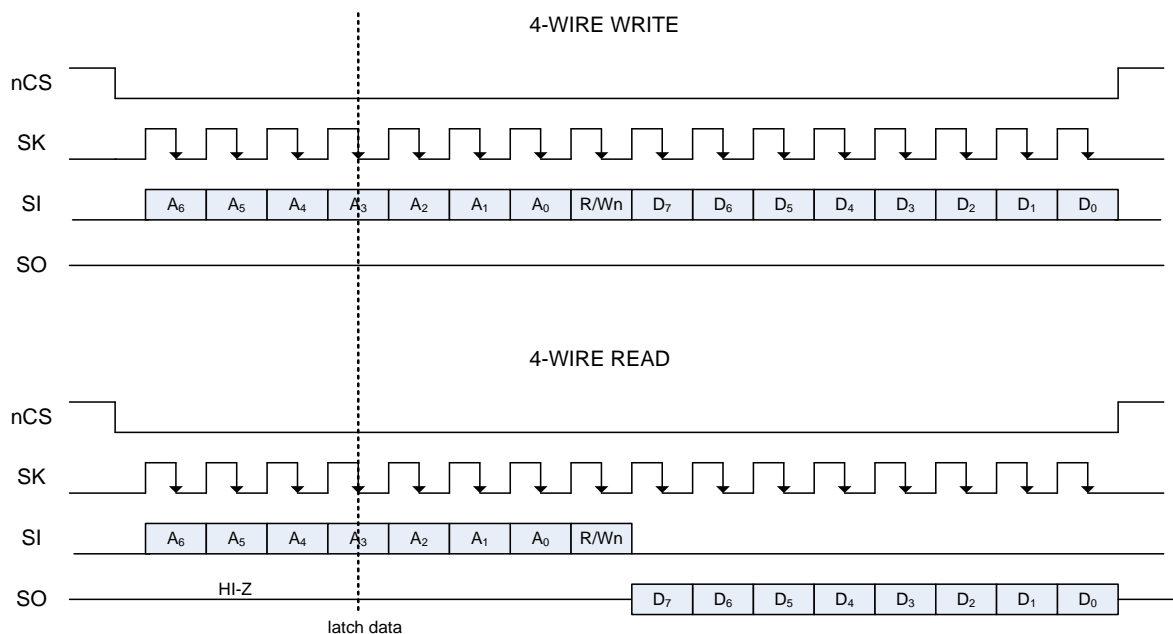 4-WIRE WRITE
nCS
SK
SI A₆ A₅ A₄ A₃ A₂ A₁ A₀ R/Wn D₇ D₆ D₅ D₄ D₃ D₂ D₁ D₀
SO
4-WIRE READ
nCS
SK
SI A₆ A₅ A₄ A₃ A₂ A₁ A₀ R/Wn
SO HI-Z D₇ D₆ D₅ D₄ D₃ D₂ D₁ D₀
latch data